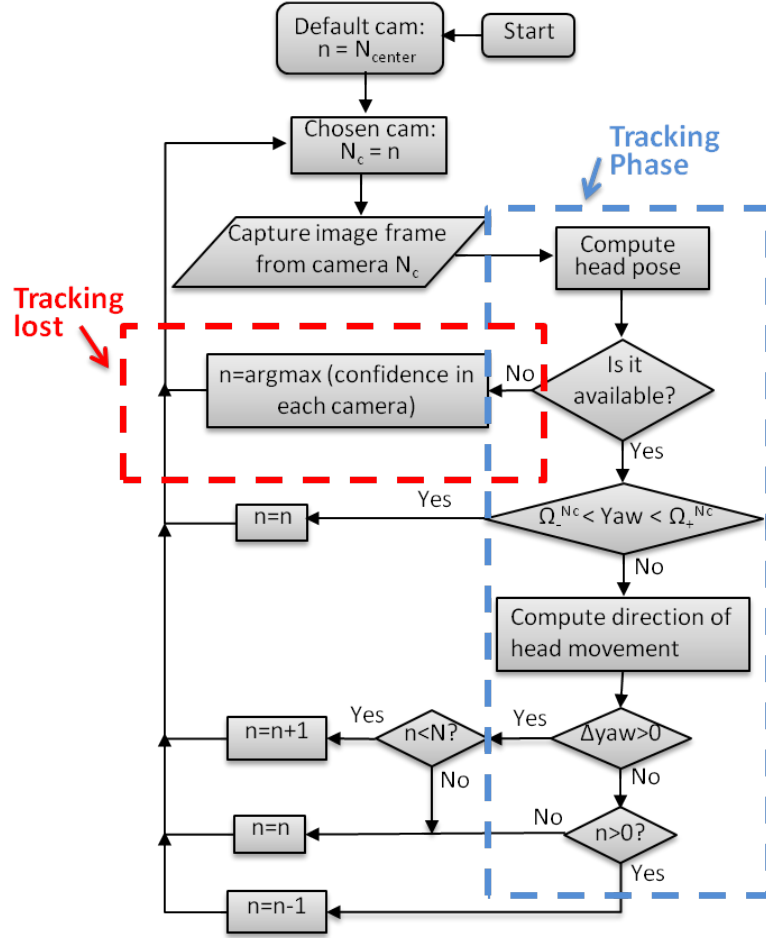 Default cam:
n = N_center
Start
Chosen cam:
N_c = n
Tracking
Phase
Capture image frame
from camera N_c
Compute
head pose
Tracking
lost
n=argmax (confidence in
each camera)
No
Is it
available?
Yes
Yes
n=n
Ω_-^Nc < Yaw < Ω_+^Nc
No
Compute direction of
head movement
n=n+1
Yes
n<N?
Yes
Δyaw>0
No
No
n=n
No
n>0?
Yes
n=n-1